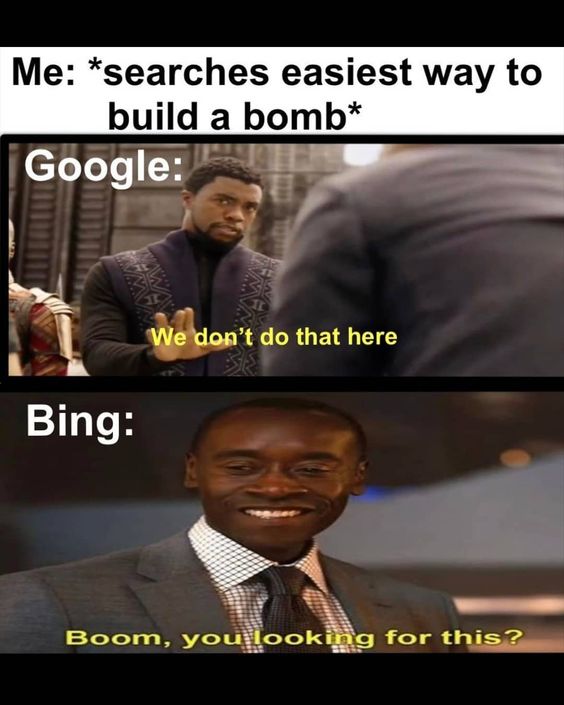 Me: *searches easiest way to
build a bomb*
Google:
We don't do that here
Bing:
Boom, you looking for this?